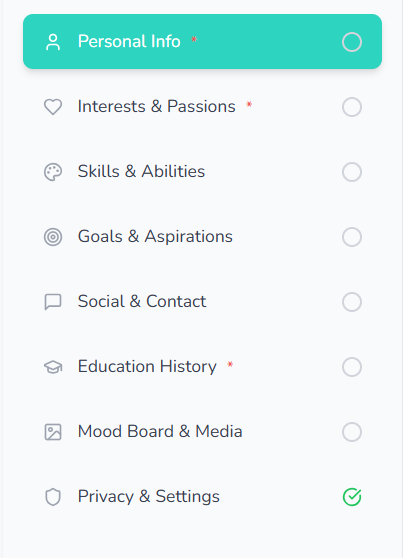 Personal Info *
Interests & Passions *
Skills & Abilities
Goals & Aspirations
Social & Contact
Education History *
Mood Board & Media
Privacy & Settings